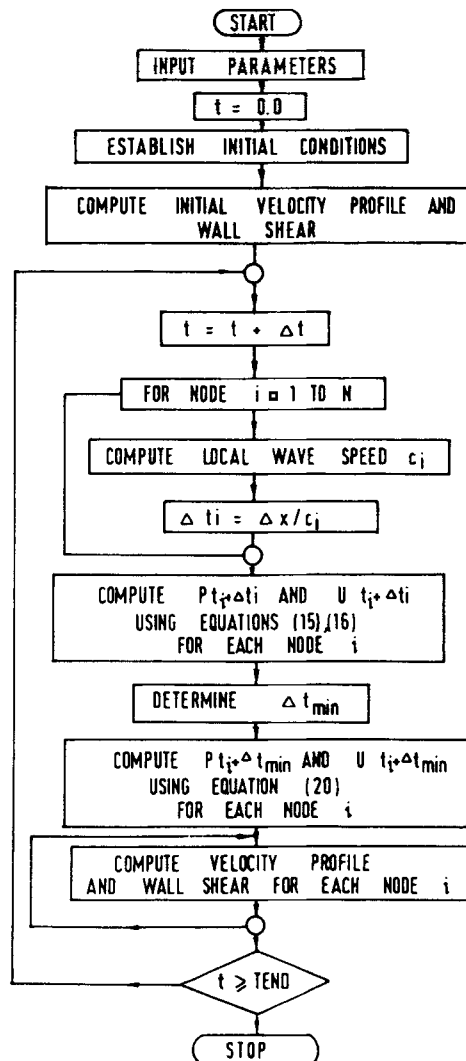 START
INPUT PARAMETERS
t = 0.0
ESTABLISH INITIAL CONDITIONS
COMPUTE INITIAL VELOCITY PROFILE AND
WALL SHEAR
t = t + Δt
FOR NODE i = 1 TO N
COMPUTE LOCAL WAVE SPEED ci
Δti = Δx/ci
COMPUTE Pti+Δti AND U ti+Δti
USING EQUATIONS (15),(16)
FOR EACH NODE i
DETERMINE Δtmin
COMPUTE Pti+Δtmin AND U ti+Δtmin
USING EQUATION (20)
FOR EACH NODE i
COMPUTE VELOCITY PROFILE
AND WALL SHEAR FOR EACH NODE i
t ⩾ TEND
STOP